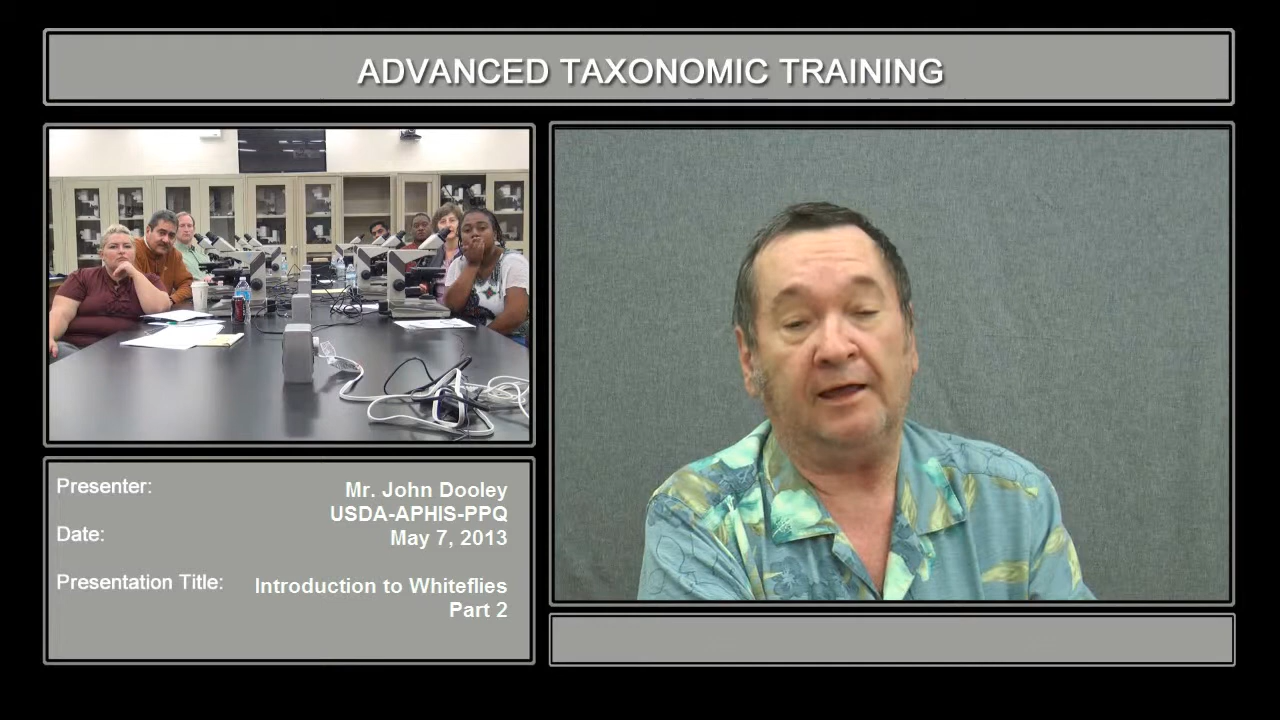 ADVANCED TAXONOMIC TRAINING
Presenter:
Mr. John Dooley
USDA-APHIS-PPQ
Date:
May 7, 2013
Presentation Title:
Introduction to Whiteflies
Part 2